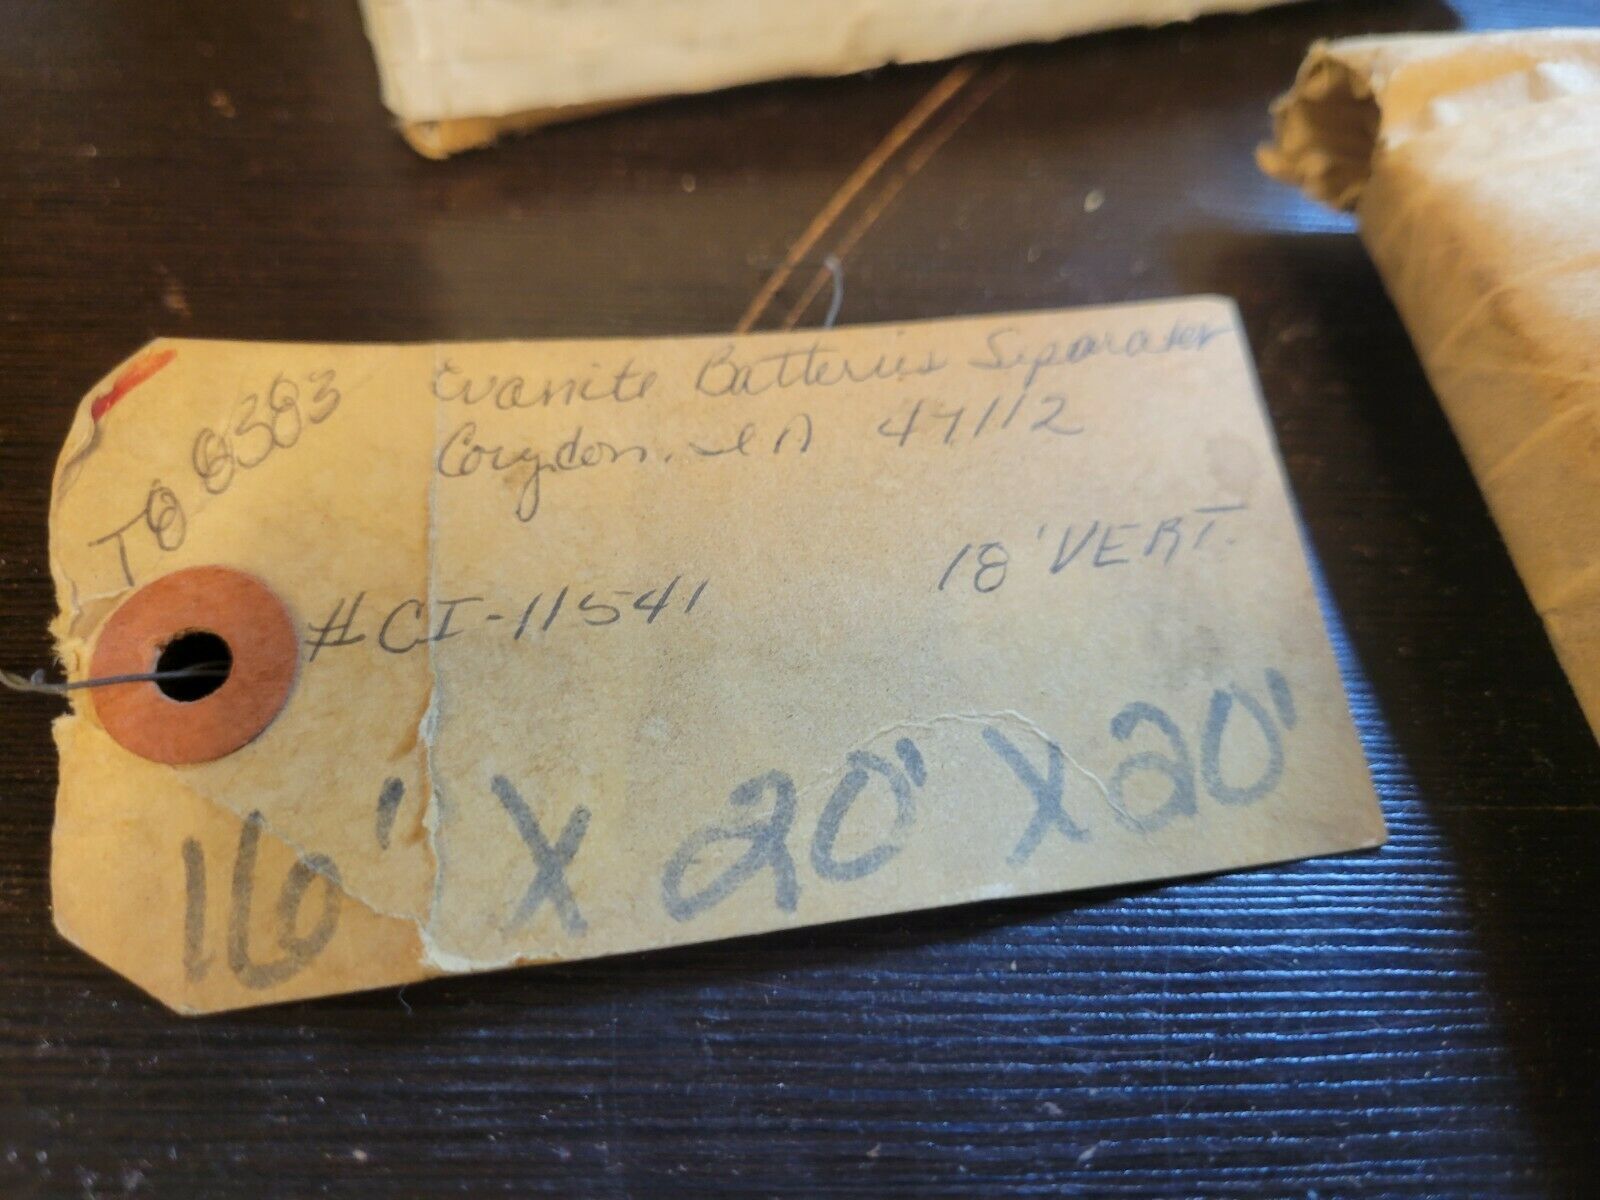 TO 0383
Evanite Batteries Separater
Corydon, IA 47112
18' VERT.
#CI-11541
16' X 20' X 20'